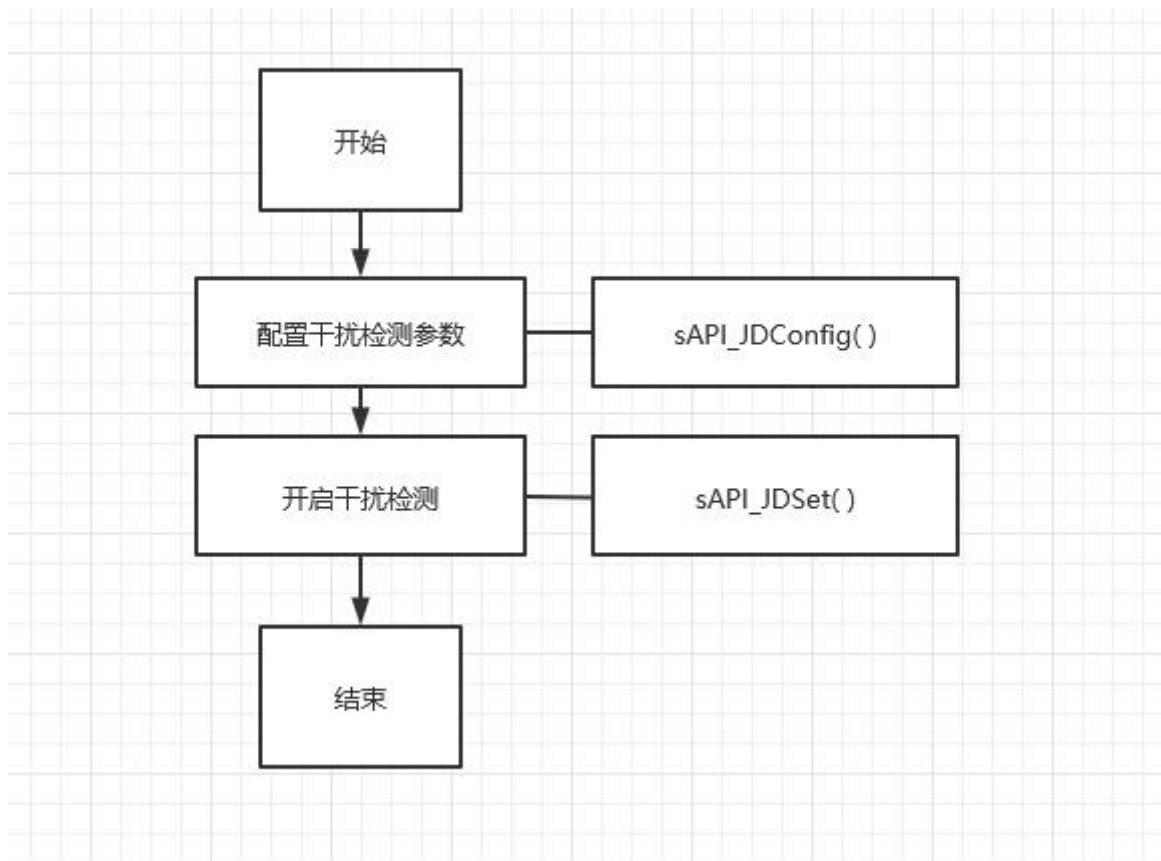 开始
配置干扰检测参数
sAPI_JDConfig( )
开启干扰检测
sAPI_JDSet( )
结束